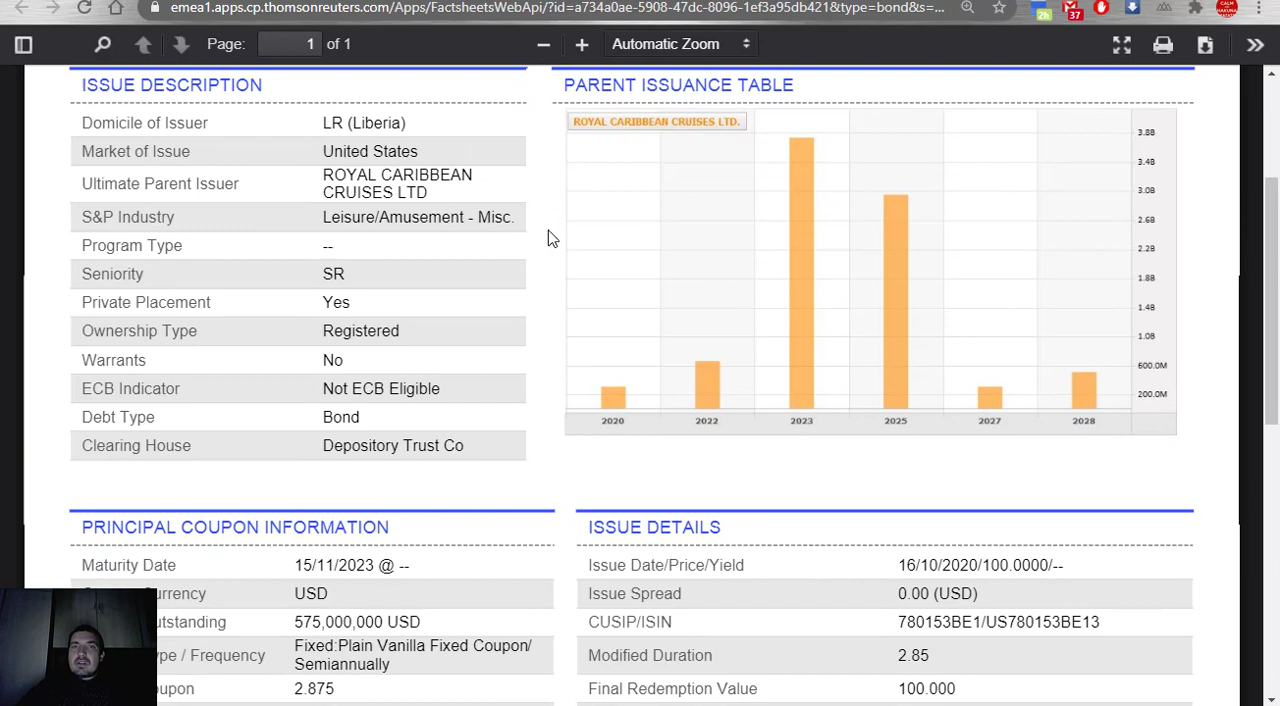 emea1.apps.cp.thomsonreuters.com/Apps/FactsheetsWebApi/?id=a734a0ae-5908-47dc-8096-1ef3a95db421&type=bond&s=...
2h
37
Page: 1 of 1
Automatic Zoom
ISSUE DESCRIPTION
Domicile of Issuer LR (Liberia)
Market of Issue United States
Ultimate Parent Issuer ROYAL CARIBBEAN
CRUISES LTD
S&P Industry Leisure/Amusement - Misc.
Program Type --
Seniority SR
Private Placement Yes
Ownership Type Registered
Warrants No
ECB Indicator Not ECB Eligible
Debt Type Bond
Clearing House Depository Trust Co
PARENT ISSUANCE TABLE
ROYAL CARIBBEAN CRUISES LTD.
3.8B
3.4B
3.0B
2.6B
2.2B
1.8B
1.4B
1.0B
600.0M
200.0M
2020 2022 2023 2025 2027 2028
PRINCIPAL COUPON INFORMATION
Maturity Date 15/11/2023 @ --
urrency USD
utstanding 575,000,000 USD
ype / Frequency Fixed:Plain Vanilla Fixed Coupon/
Semiannually
oupon 2.875
ISSUE DETAILS
Issue Date/Price/Yield 16/10/2020/100.0000/--
Issue Spread 0.00 (USD)
CUSIP/ISIN 780153BE1/US780153BE13
Modified Duration 2.85
Final Redemption Value 100.000